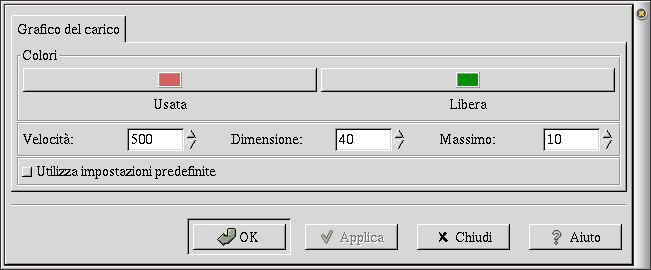 Grafico del carico
Colori
Usata Libera
Velocità: 500 Dimensione: 40 Massimo: 10
Utilizza impostazioni predefinite
OK Applica Chiudi Aiuto